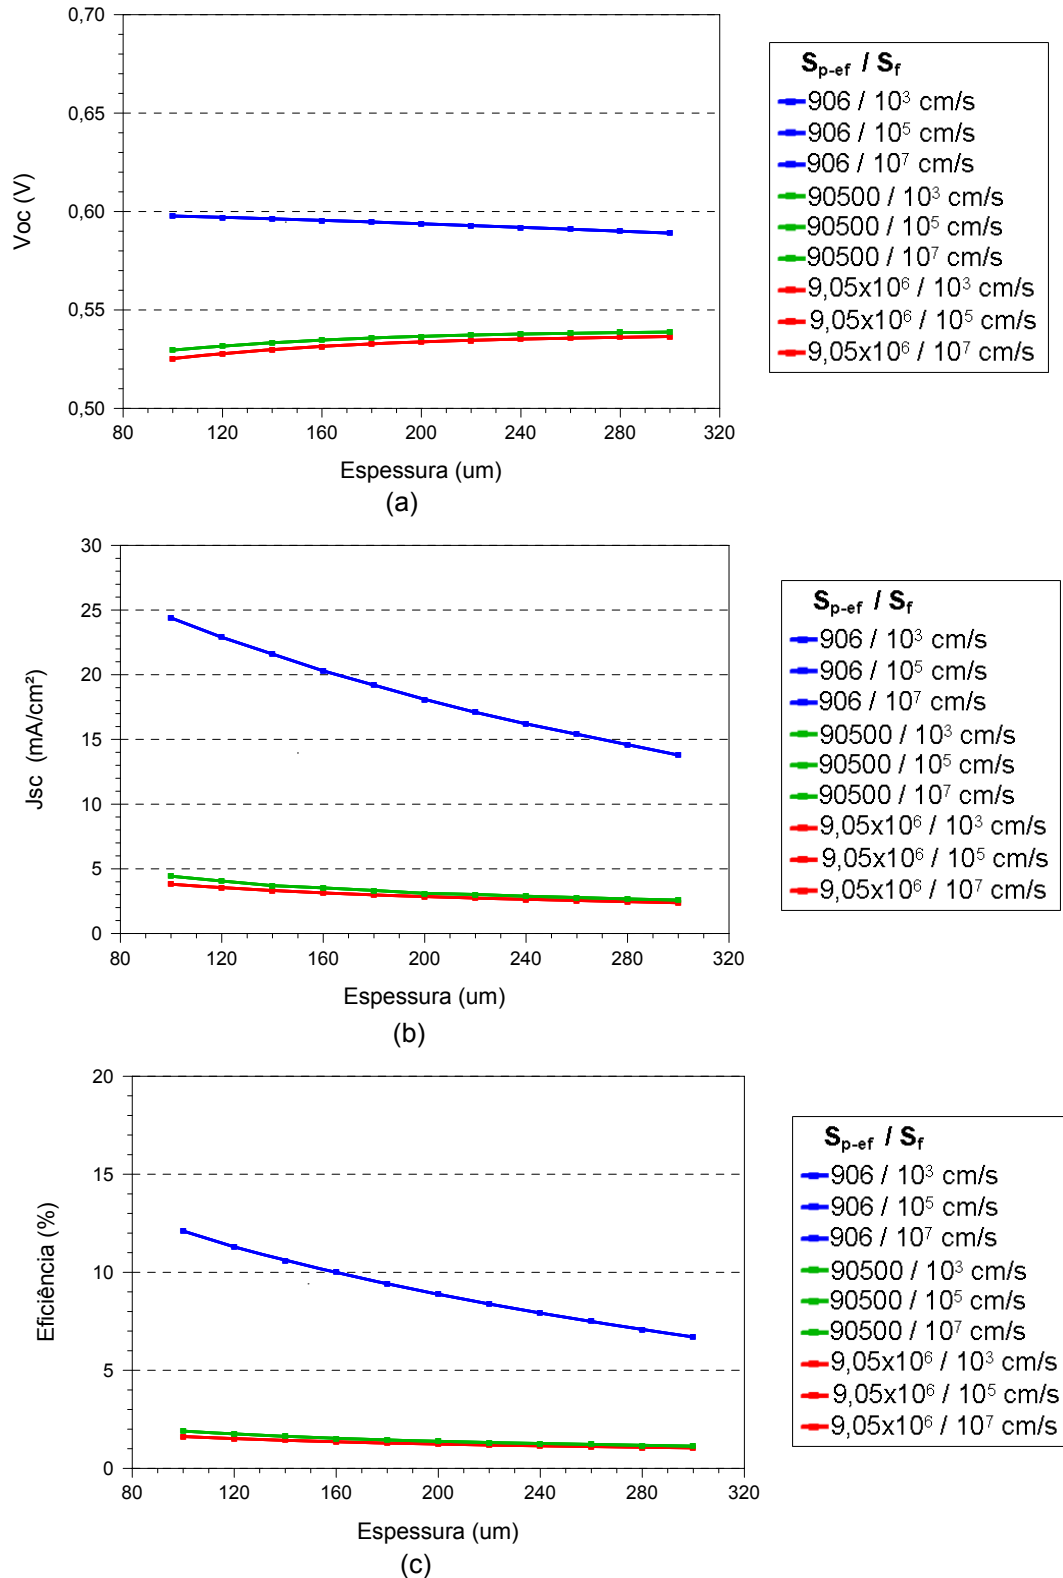 0,70
0,65
0,60
0,55
0,50
Voc (V)
80 120 160 200 240 280 320
Espessura (um)
(a)
Sp-ef / Sf
906 / 10³ cm/s
906 / 10⁵ cm/s
906 / 10⁷ cm/s
90500 / 10³ cm/s
90500 / 10⁵ cm/s
90500 / 10⁷ cm/s
9,05x10⁶ / 10³ cm/s
9,05x10⁶ / 10⁵ cm/s
9,05x10⁶ / 10⁷ cm/s
30
25
20
15
10
5
0
Jsc (mA/cm²)
80 120 160 200 240 280 320
Espessura (um)
(b)
Sp-ef / Sf
906 / 10³ cm/s
906 / 10⁵ cm/s
906 / 10⁷ cm/s
90500 / 10³ cm/s
90500 / 10⁵ cm/s
90500 / 10⁷ cm/s
9,05x10⁶ / 10³ cm/s
9,05x10⁶ / 10⁵ cm/s
9,05x10⁶ / 10⁷ cm/s
20
15
10
5
0
Eficiência (%)
80 120 160 200 240 280 320
Espessura (um)
(c)
Sp-ef / Sf
906 / 10³ cm/s
906 / 10⁵ cm/s
906 / 10⁷ cm/s
90500 / 10³ cm/s
90500 / 10⁵ cm/s
90500 / 10⁷ cm/s
9,05x10⁶ / 10³ cm/s
9,05x10⁶ / 10⁵ cm/s
9,05x10⁶ / 10⁷ cm/s